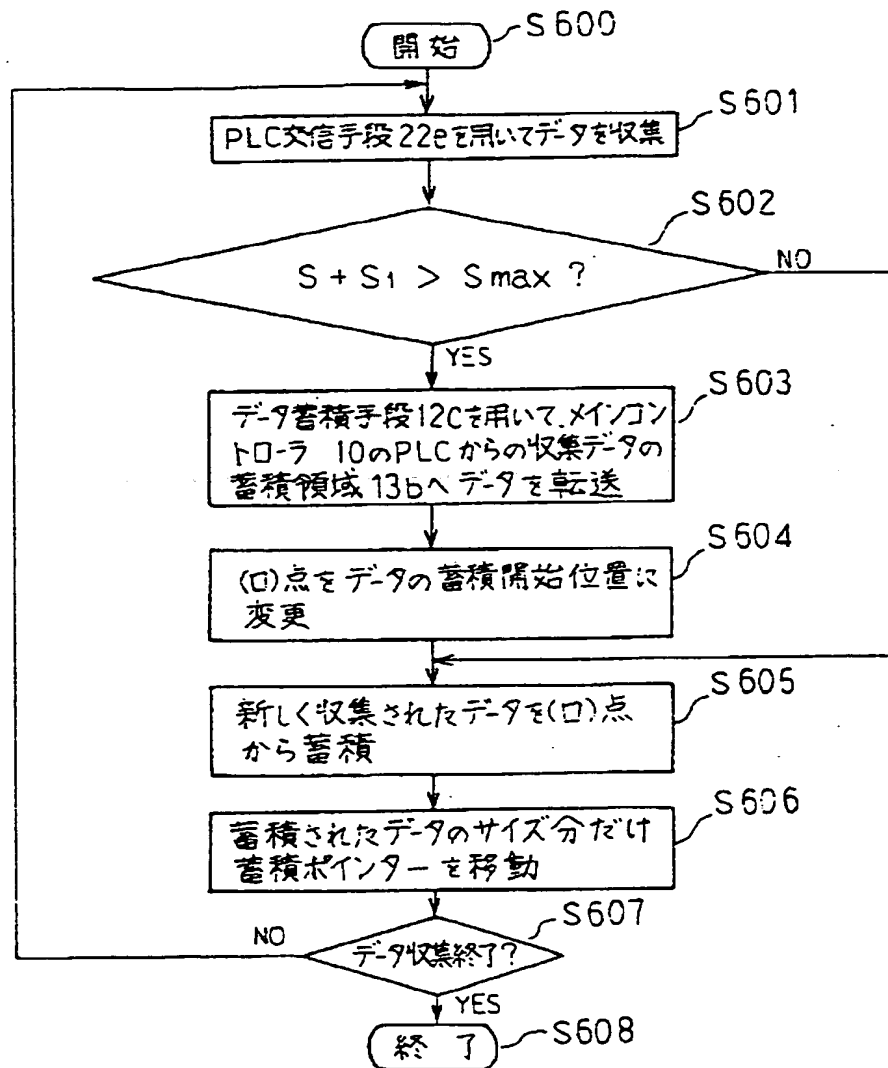 開始
S600
S601
PLC交信手段22eを用いてデータを収集
S602
S + S1 > Smax ?
NO
YES
S603
データ蓄積手段12Cを用いて、メインコン
トローラ 10のPLCからの収集データの
蓄積領域13bへデータを転送
S604
(ロ)点をデータの蓄積開始位置に
変更
S605
新しく収集されたデータを(ロ)点
から蓄積
S606
蓄積されたデータのサイズ分だけ
蓄積ポインターを移動
S607
NO
データ収集終了?
YES
終了
S608